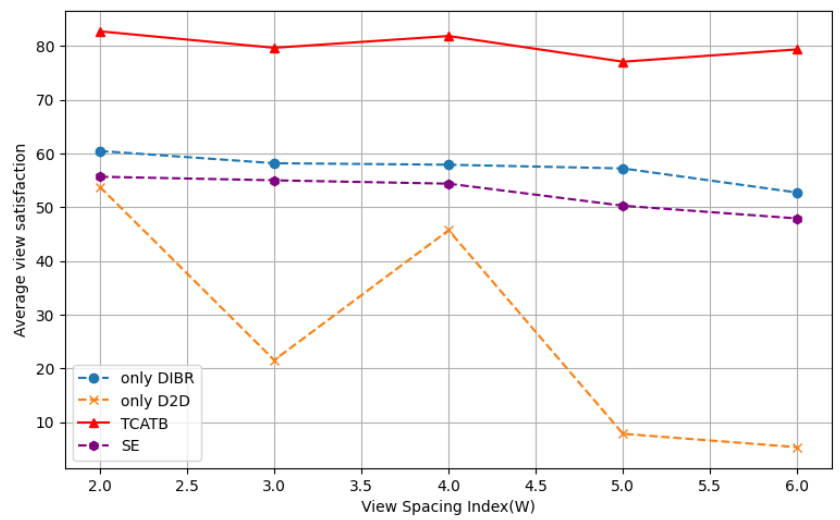 80
70
60
50
40
30
20
10
Average view satisfaction
only DIBR
only D2D
TCATB
SE
2.0 2.5 3.0 3.5 4.0 4.5 5.0 5.5 6.0
View Spacing Index(W)